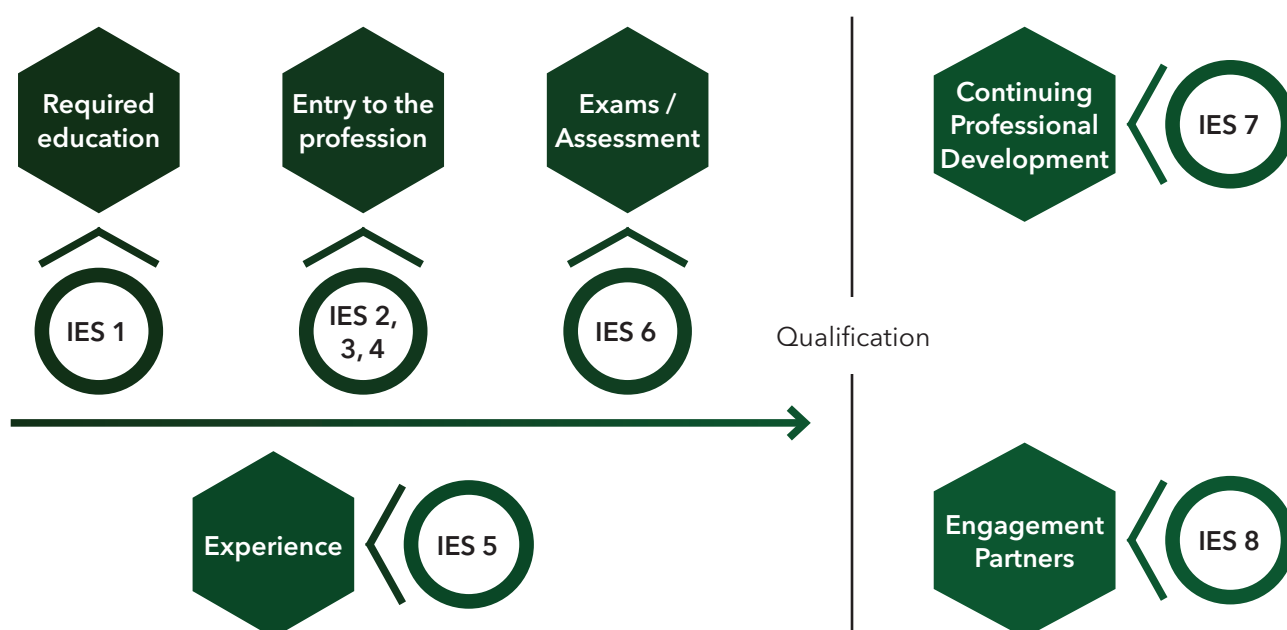 Required
education
Entry to the
profession
Exams /
Assessment
Continuing
Professional
Development
IES 7
IES 1
IES 2,
3, 4
IES 6
Qualification
Experience
IES 5
Engagement
Partners
IES 8